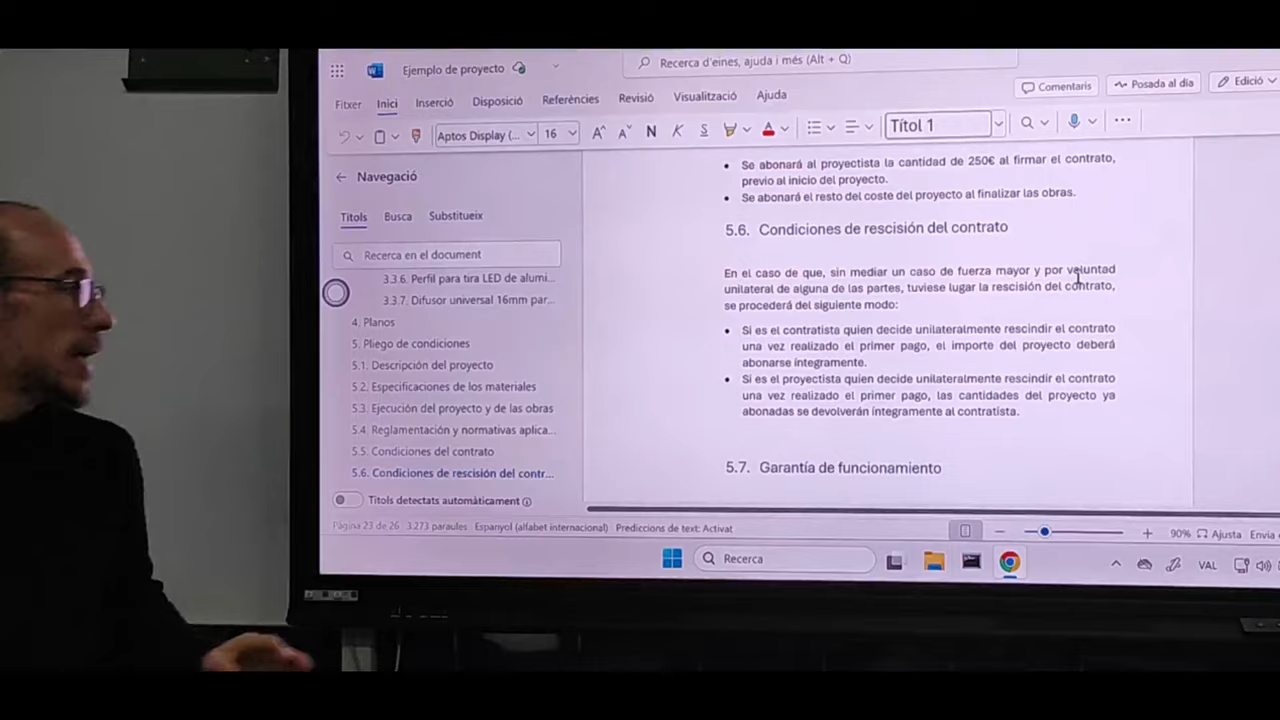 Ejemplo de proyecto
Recerca d'eines, ajuda i més (Alt + Q)
Comentaris
Posada al dia
Edició
Fitxer Inici Inserció Disposició Referències Revisió Visualització Ajuda
Aptos Display (... 16 N K S A Títol 1
Navegació
Títols Busca Substitueix
Recerca en el document
3.3.6. Perfil para tira LED de alumi...
3.3.7. Difusor universal 16mm par...
4. Planos
5. Pliego de condiciones
5.1. Descripción del proyecto
5.2. Especificaciones de los materiales
5.3. Ejecución del proyecto y de las obras
5.4. Reglamentación y normativas aplica...
5.5. Condiciones del contrato
5.6. Condiciones de rescisión del contr...
Títols detectats automàticament
• Se abonará al proyectista la cantidad de 250€ al firmar el contrato,
previo al inicio del proyecto.
• Se abonará el resto del coste del proyecto al finalizar las obras.
5.6. Condiciones de rescisión del contrato
En el caso de que, sin mediar un caso de fuerza mayor y por voluntad
unilateral de alguna de las partes, tuviese lugar la rescisión del contrato,
se procederá del siguiente modo:
• Si es el contratista quien decide unilateralmente rescindir el contrato
una vez realizado el primer pago, el importe del proyecto deberá
abonarse íntegramente.
• Si es el proyectista quien decide unilateralmente rescindir el contrato
una vez realizado el primer pago, las cantidades del proyecto ya
abonadas se devolverán íntegramente al contratista.
5.7. Garantía de funcionamiento
Pàgina 23 de 26 3.273 paraules Espanyol (alfabet internacional) Prediccions de text: Activat
90% Ajusta Envia
Recerca
VAL